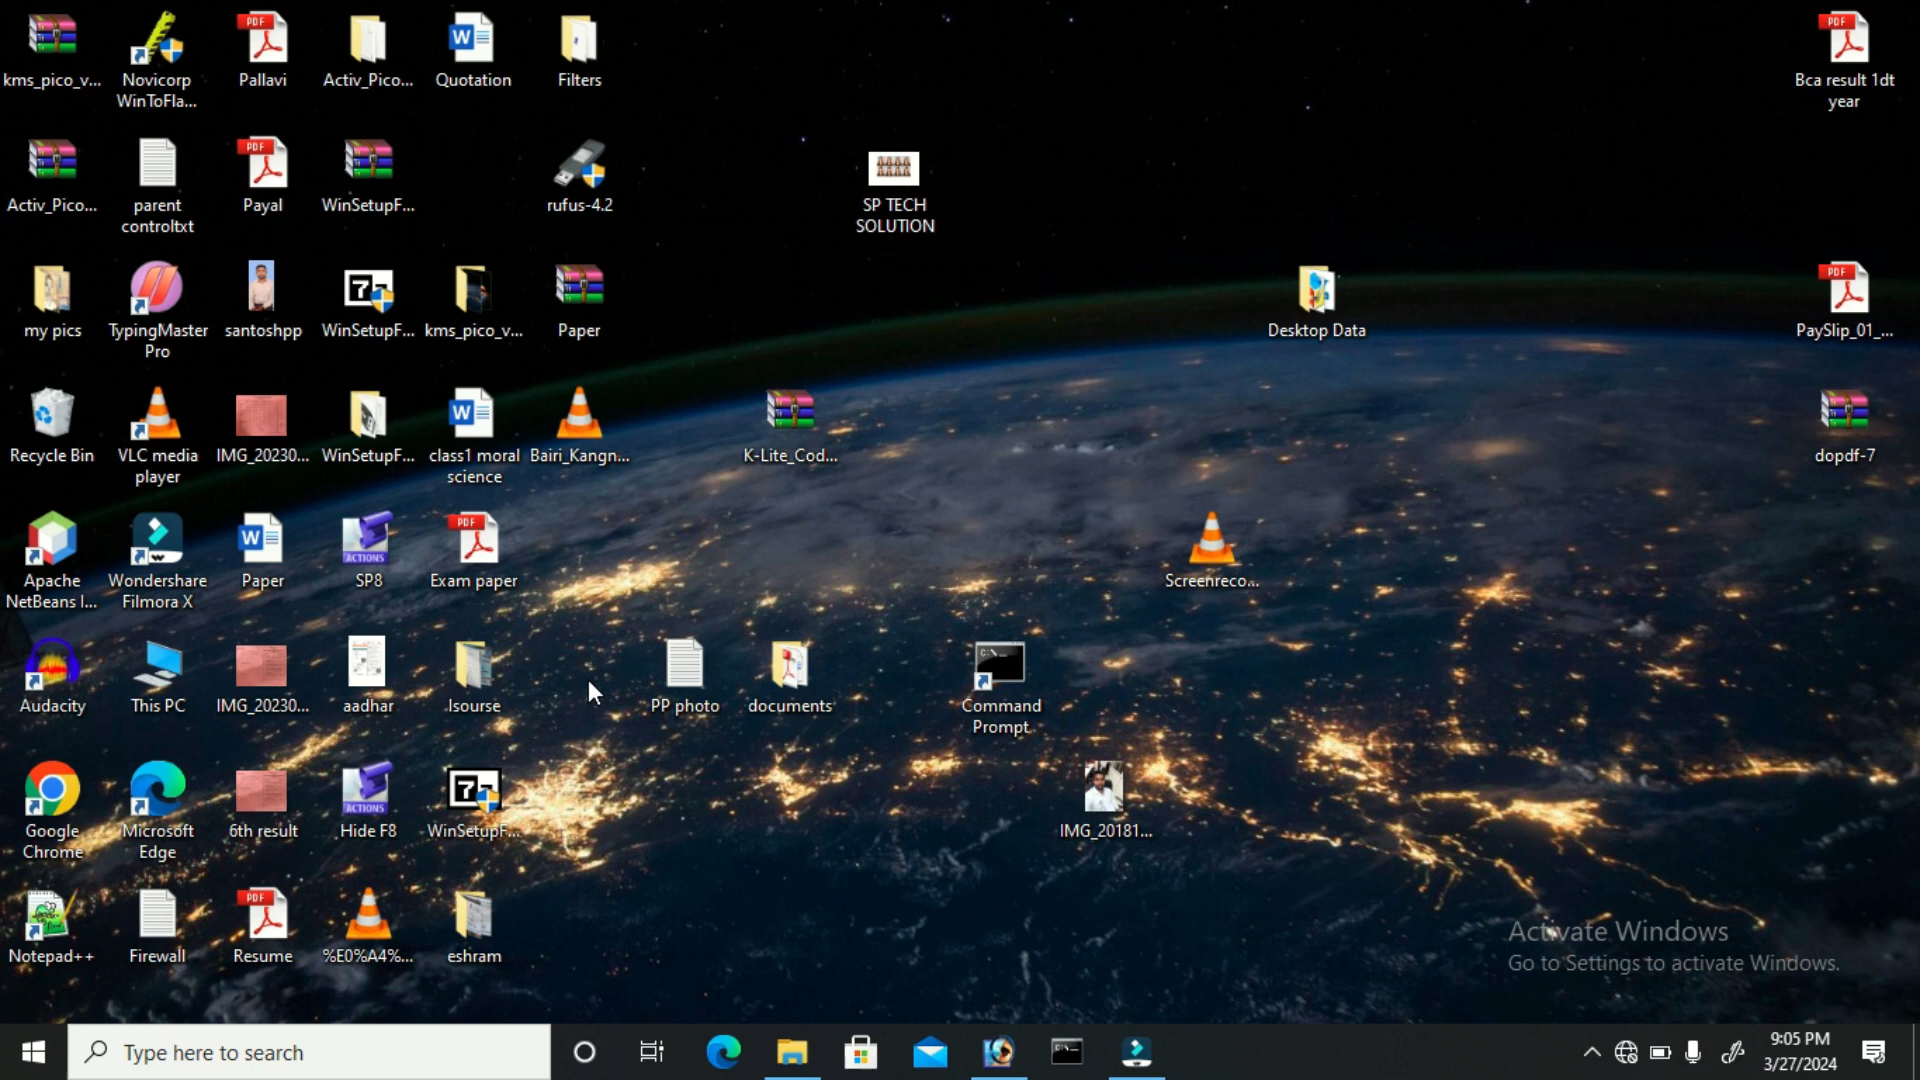 kms_pico_v...
Novicorp
WinToFla...
Pallavi
Activ_Pico...
Quotation
Filters
Bca result 1dt
year
Activ_Pico...
parent
controltxt
Payal
WinSetupF...
rufus-4.2
SP TECH
SOLUTION
my pics
TypingMaster
Pro
santoshpp
WinSetupF...
kms_pico_v...
Paper
Desktop Data
PaySlip_01_...
Recycle Bin
VLC media
player
IMG_20230...
WinSetupF...
class1 moral
science
Bairi_Kangn...
K-Lite_Cod...
dopdf-7
Apache
NetBeans I...
Wondershare
Filmora X
Paper
ACTIONS
SP8
Exam paper
Screenreco...
Audacity
This PC
IMG_20230...
aadhar
Isourse
PP photo
documents
Command
Prompt
Google
Chrome
Microsoft
Edge
6th result
ACTIONS
Hide F8
WinSetupF...
IMG_20181...
Notepad++
Firewall
PDF
Resume
%E0%A4%...
eshram
Activate Windows
Go to Settings to activate Windows.
Type here to search
9:05 PM
3/27/2024